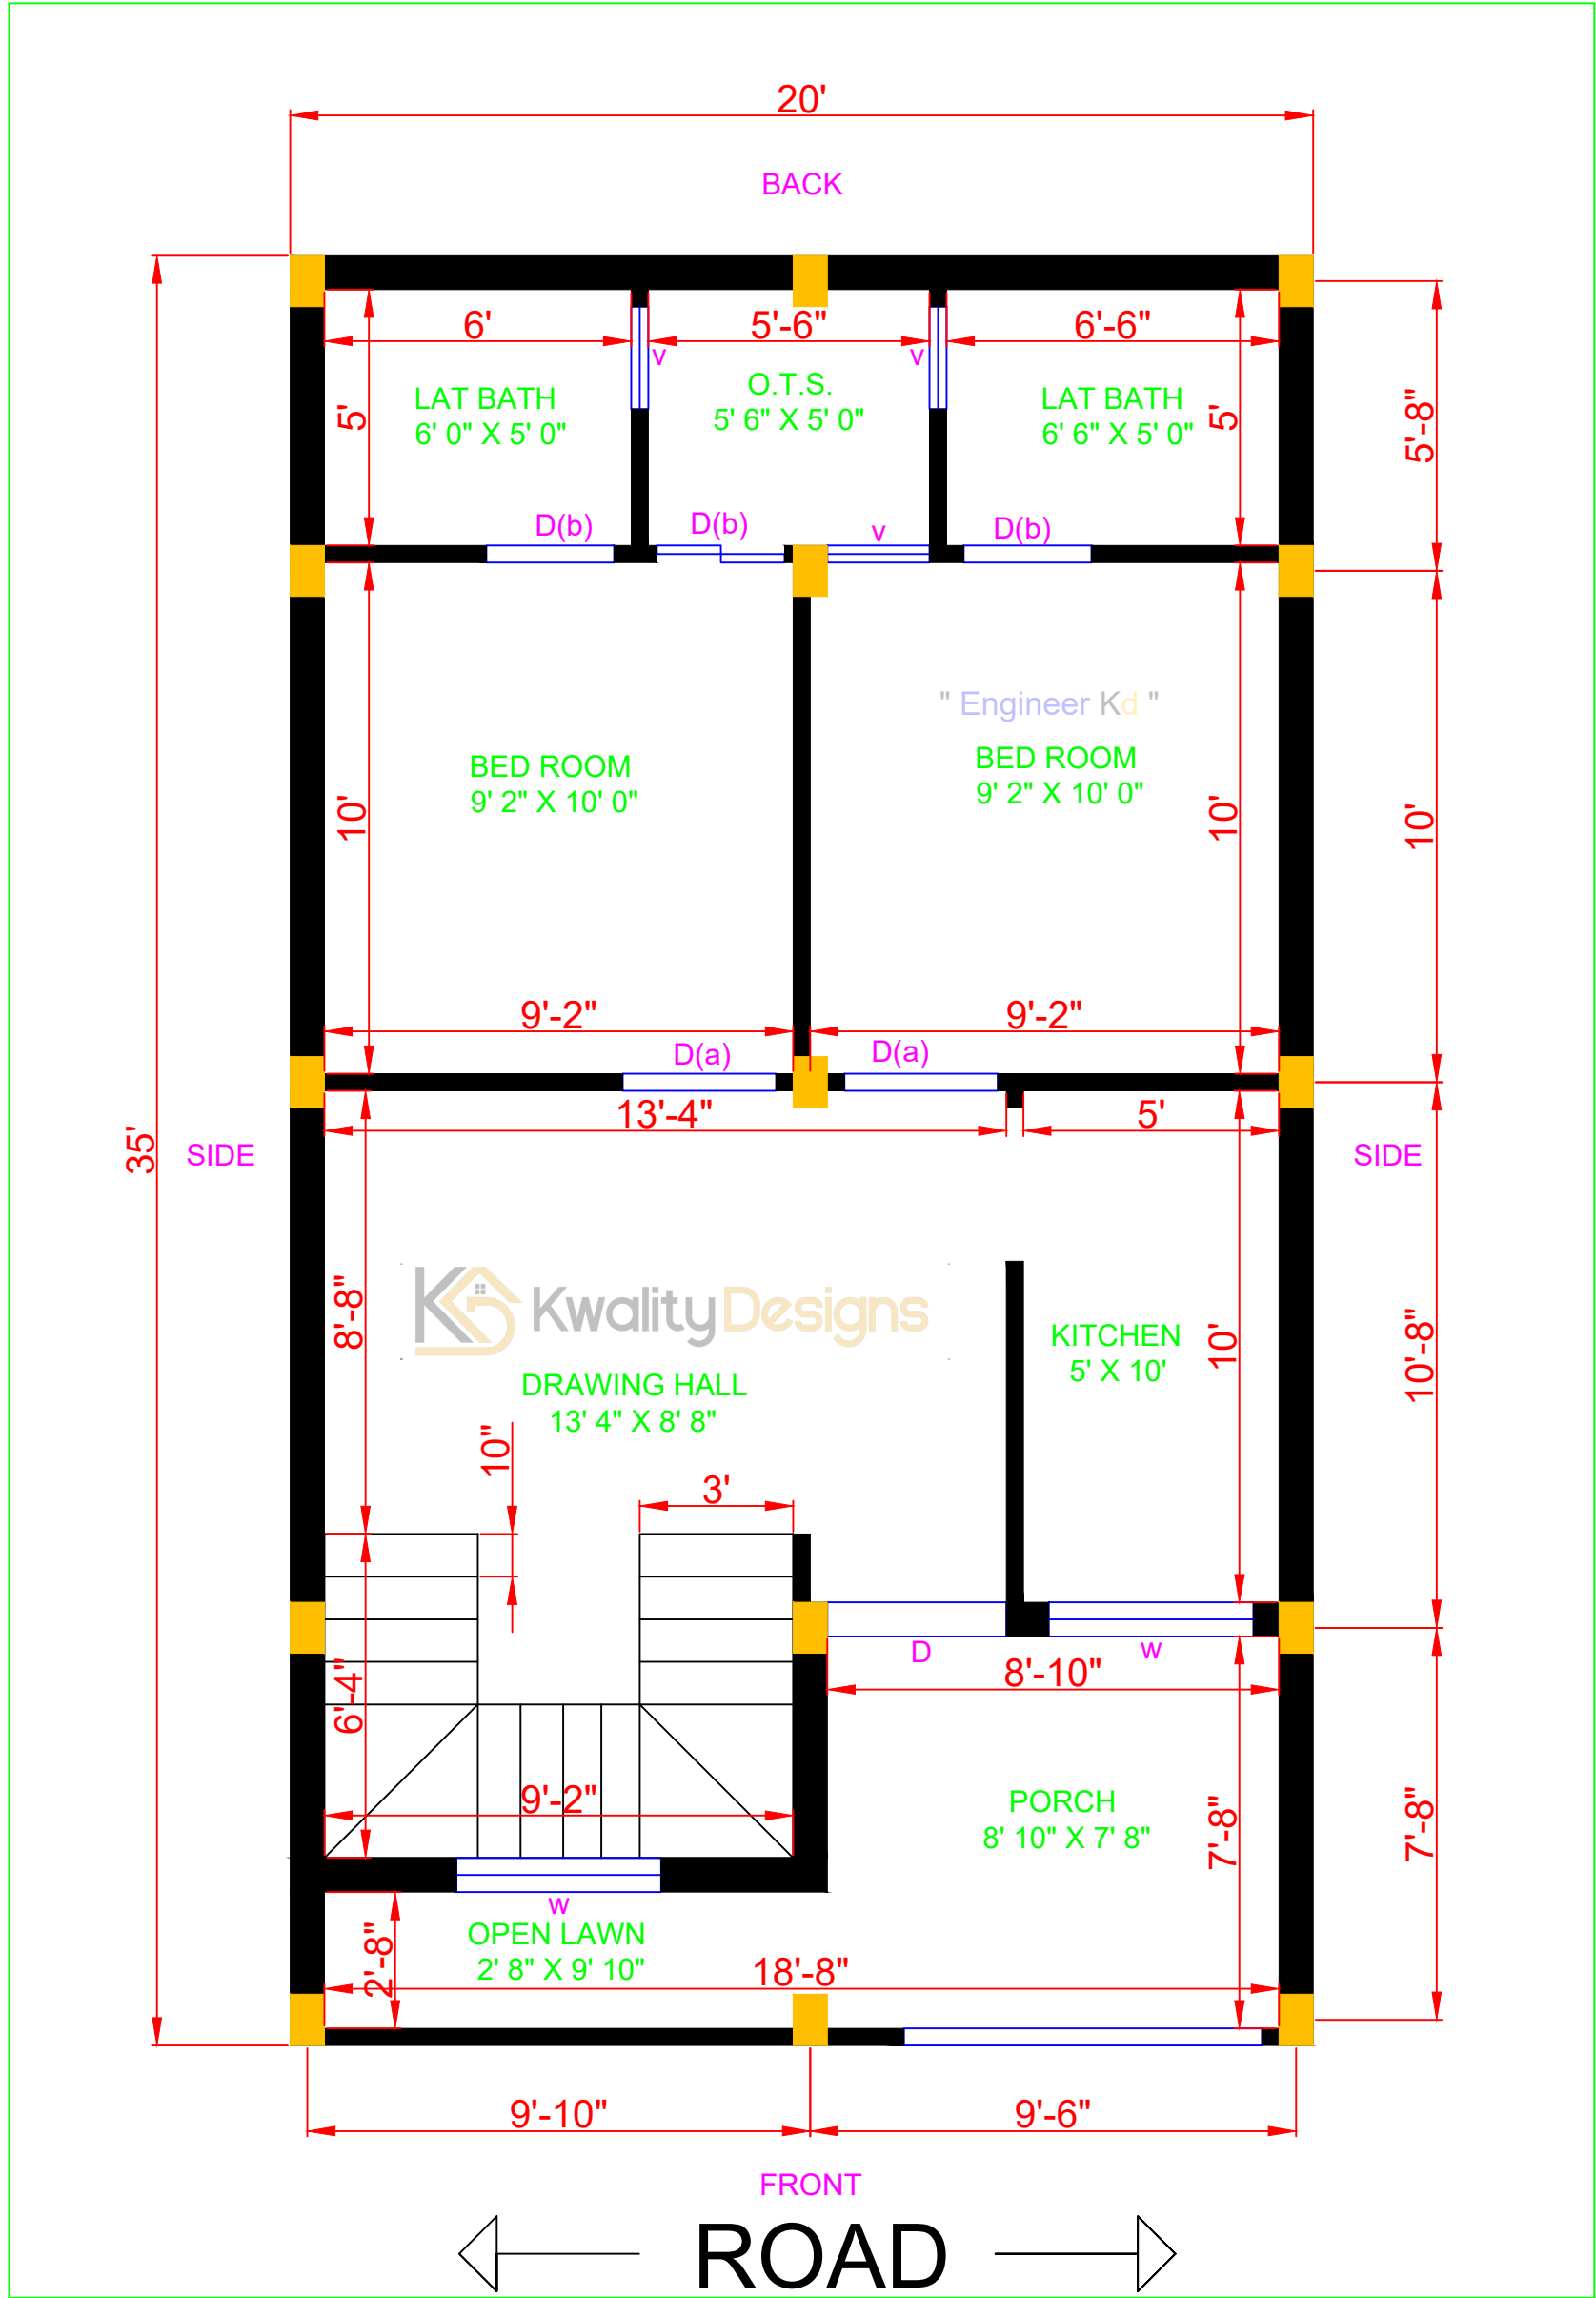 20'
BACK
6'
5'-6"
6'-6"
v
v
5'
LAT BATH
6' 0" X 5' 0"
O.T.S.
5' 6" X 5' 0"
LAT BATH
6' 6" X 5' 0"
5'
5'-8"
D(b)
D(b)
v
D(b)
" Engineer Kd "
BED ROOM
9' 2" X 10' 0"
BED ROOM
9' 2" X 10' 0"
10'
10'
10'
9'-2"
9'-2"
D(a)
D(a)
13'-4"
5'
35'
SIDE
SIDE
8'-8"
Kwality Designs
KITCHEN
5' X 10'
10'
10'-8"
DRAWING HALL
13' 4" X 8' 8"
10"
3'
D
w
8'-10"
6'-4"
9'-2"
PORCH
8' 10" X 7' 8"
7'-8"
7'-8"
w
OPEN LAWN
2' 8" X 9' 10"
2'-8"
18'-8"
9'-10"
9'-6"
FRONT
ROAD